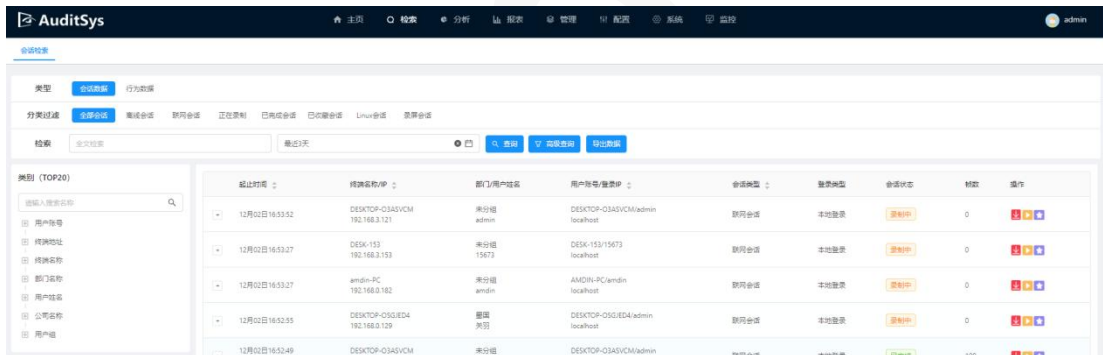 AuditSys 主页 检索 分析 报表 管理 配置 系统 监控 admin
会话检索
类型 会话数据 行为数据
分类过滤 全部会话 离线会话 联网会话 正在录制 已完成会话 已收藏会话 Linux会话 录屏会话
检索 全文检索 最近3天 查询 高级查询 导出数据
类别 (TOP20)
请输入搜索名称
用户账号
终端地址
终端名称
部门名称
用户姓名
公司名称
用户组
起止时间 终端名称/IP 部门/用户姓名 用户账号/登录IP 会话类型 登录类型 会话状态 帧数 操作
12月02日16:53:52 DESKTOP-O3ASVCM 未分组 DESKTOP-O3ASVCM/admin 联网会话 本地登录 录制中 0
192.168.3.121 admin localhost
12月02日16:53:27 DESK-153 未分组 DESK-153/15673 联网会话 本地登录 录制中 0
192.168.3.153 15673 localhost
12月02日16:53:27 amdin-PC 未分组 AMDIN-PC/amdin 联网会话 本地登录 录制中 0
192.168.0.182 amdin localhost
12月02日16:52:55 DESKTOP-OSGJED4 DESKTOP-OSGJED4/admin 联网会话 本地登录 录制中 0
192.168.0.129 localhost
12月02日16:52:49 DESKTOP-O3ASVCM 未分组 DESKTOP-O3ASVCM/admin